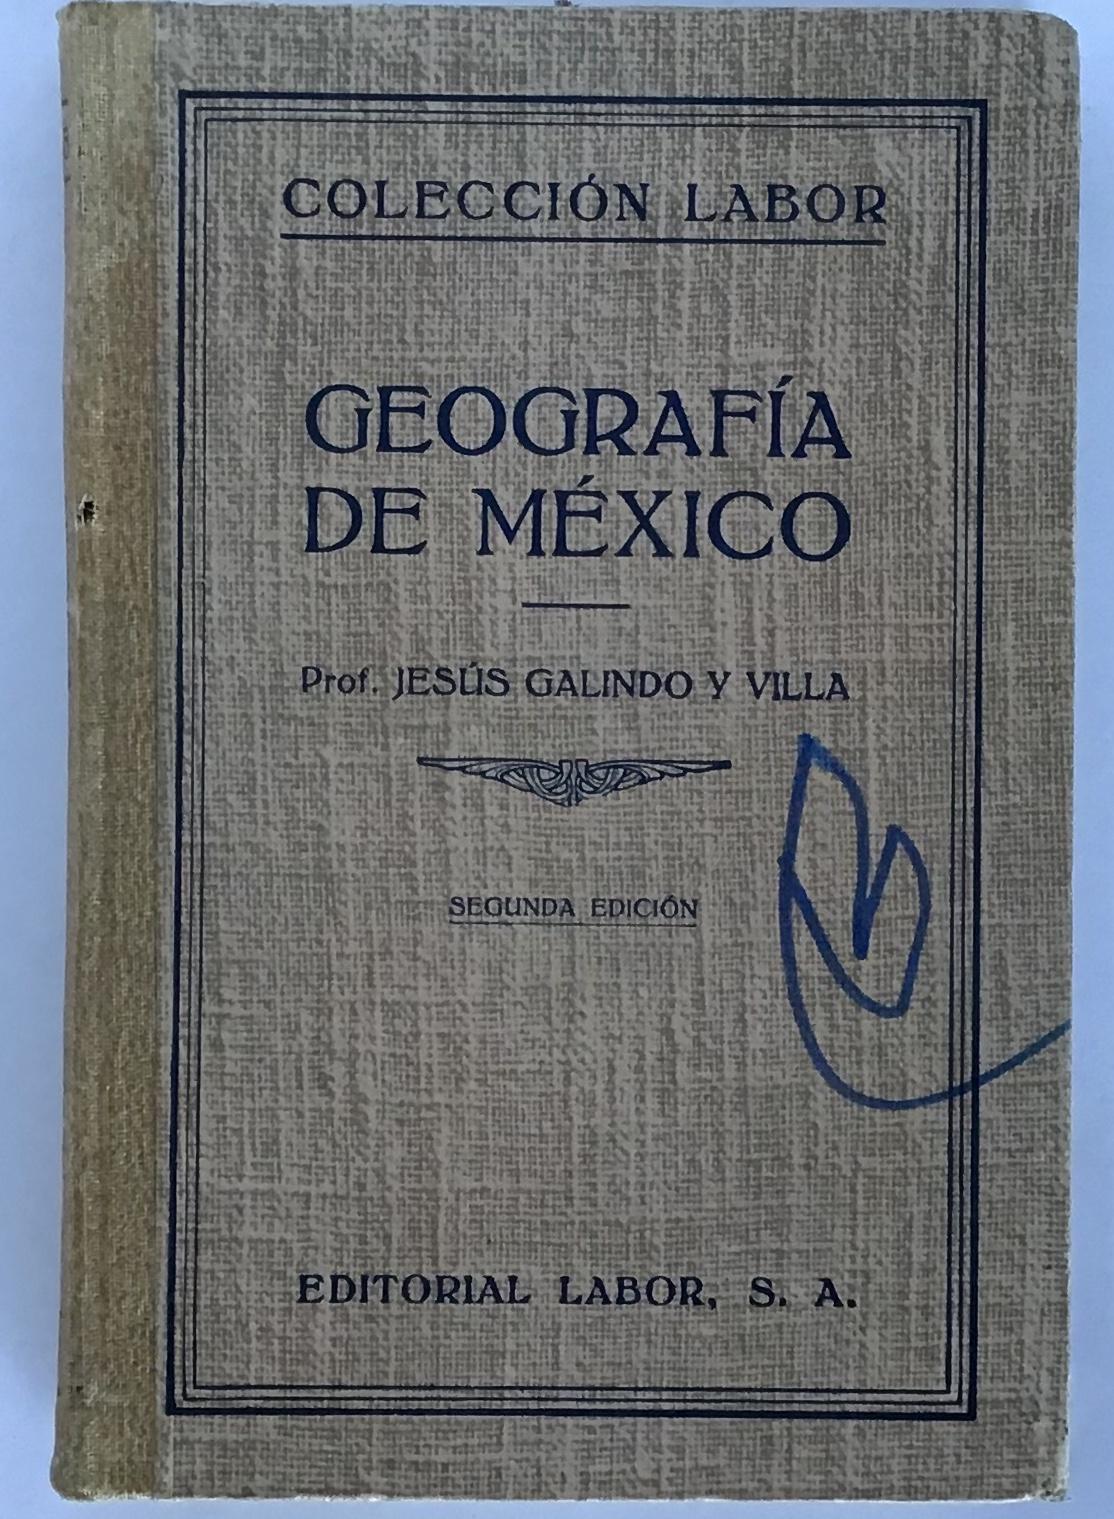 COLECCIÓN LABOR
GEOGRAFÍA
DE MÉXICO
Prof. JESÚS GALINDO Y VILLA
SEGUNDA EDICIÓN
EDITORIAL LABOR, S. A.